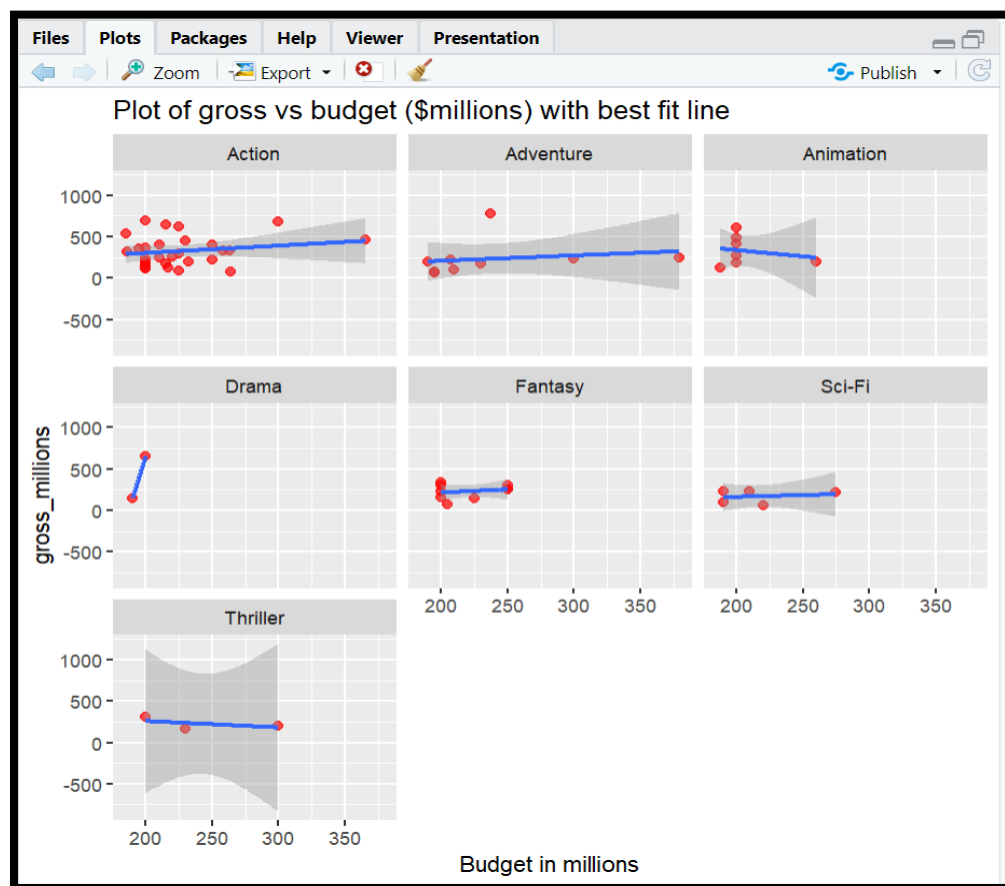 Files Plots Packages Help Viewer Presentation
Zoom Export Publish
Plot of gross vs budget ($millions) with best fit line
Action Adventure Animation
1000
500
0
-500
Drama Fantasy Sci-Fi
1000
500
0
-500
gross_millions
200 250 300 350 200 250 300 350
Thriller
1000
500
0
-500
200 250 300 350
Budget in millions